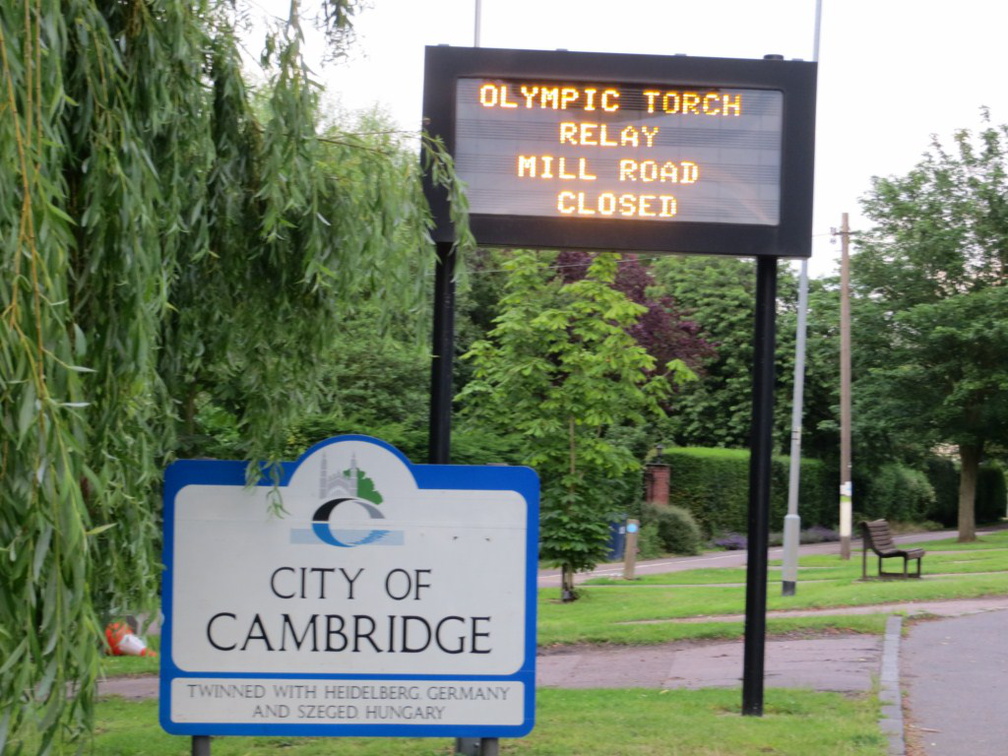 OLYMPIC TORCH
RELAY
MILL ROAD
CLOSED
CITY OF
CAMBRIDGE
TWINNED WITH HEIDELBERG GERMANY
AND SZEGED HUNGARY